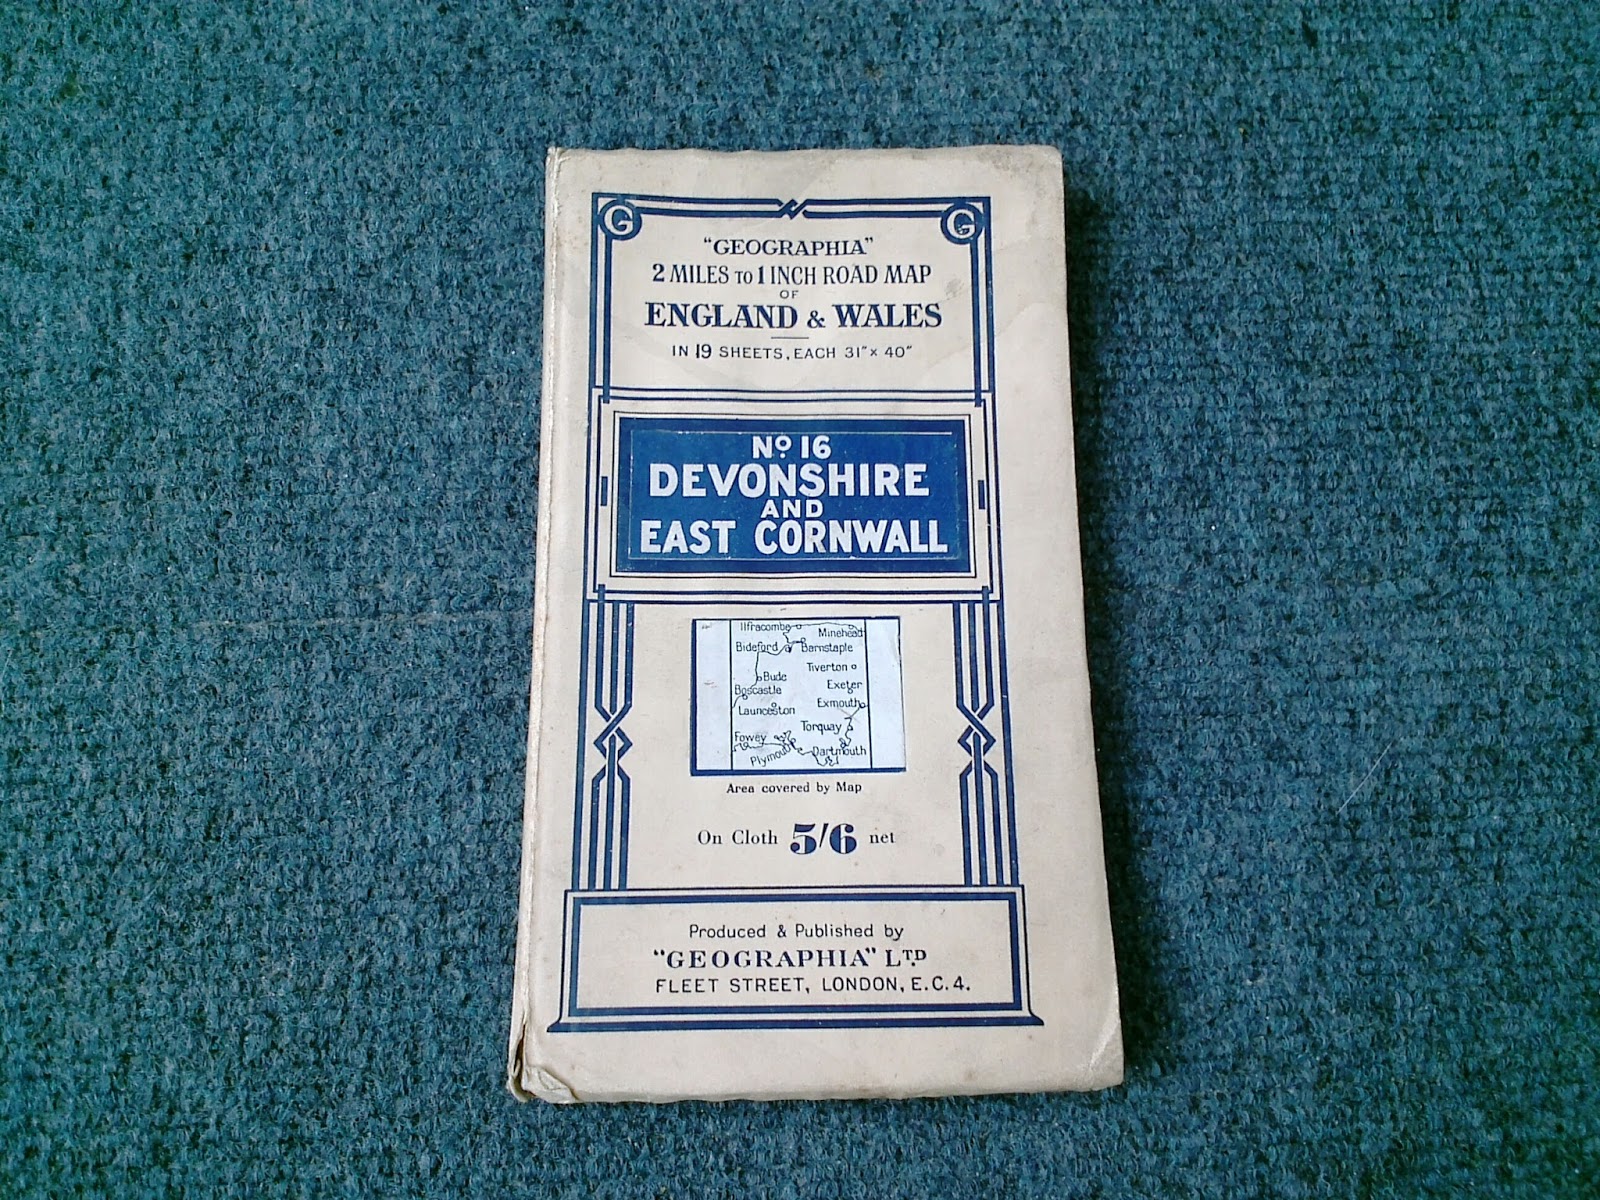 G G
"GEOGRAPHIA"
2 MILES TO 1 INCH ROAD MAP
OF
ENGLAND & WALES
IN 19 SHEETS, EACH 31" × 40"
No. 16
DEVONSHIRE
AND
EAST CORNWALL
Ilfracombe
Minehead
Bideford Barnstaple
Tiverton
Bude
Boscastle Exeter
Launceston Exmouth
Torquay
Fowey
Plymouth Dartmouth
Area covered by Map
On Cloth 5/6 net
Produced & Published by
"GEOGRAPHIA" LTD.
FLEET STREET, LONDON, E.C.4.